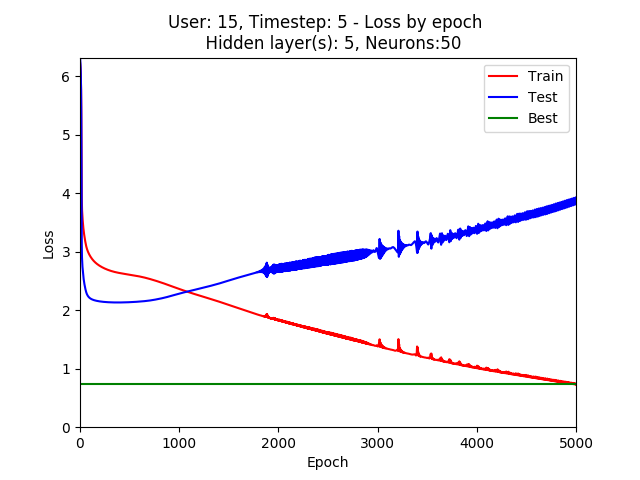 User: 15, Timestep: 5 - Loss by epoch
Hidden layer(s): 5, Neurons:50
Train
Test
Best
6
5
4
3
2
1
0
Loss
0 1000 2000 3000 4000 5000
Epoch